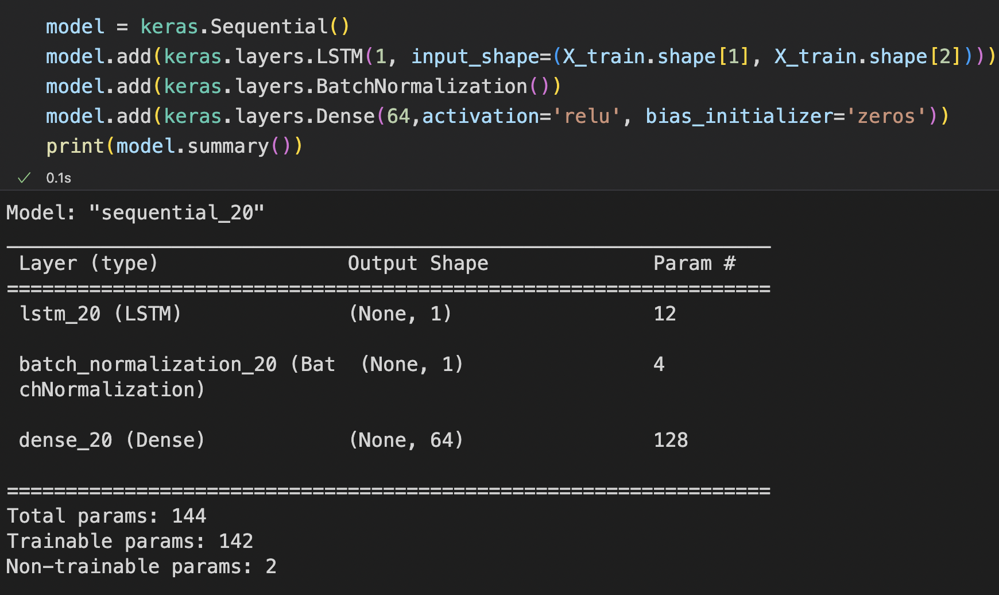 model = keras.Sequential()
model.add(keras.layers.LSTM(1, input_shape=(X_train.shape[1], X_train.shape[2])))
model.add(keras.layers.BatchNormalization())
model.add(keras.layers.Dense(64,activation='relu', bias_initializer='zeros'))
print(model.summary())
0.1s
Model: "sequential_20"
_________________________________________________________________
Layer (type)                Output Shape              Param #
=================================================================
lstm_20 (LSTM)              (None, 1)                 12
batch_normalization_20 (Bat  (None, 1)                4
chNormalization)
dense_20 (Dense)            (None, 64)                128
=================================================================
Total params: 144
Trainable params: 142
Non-trainable params: 2